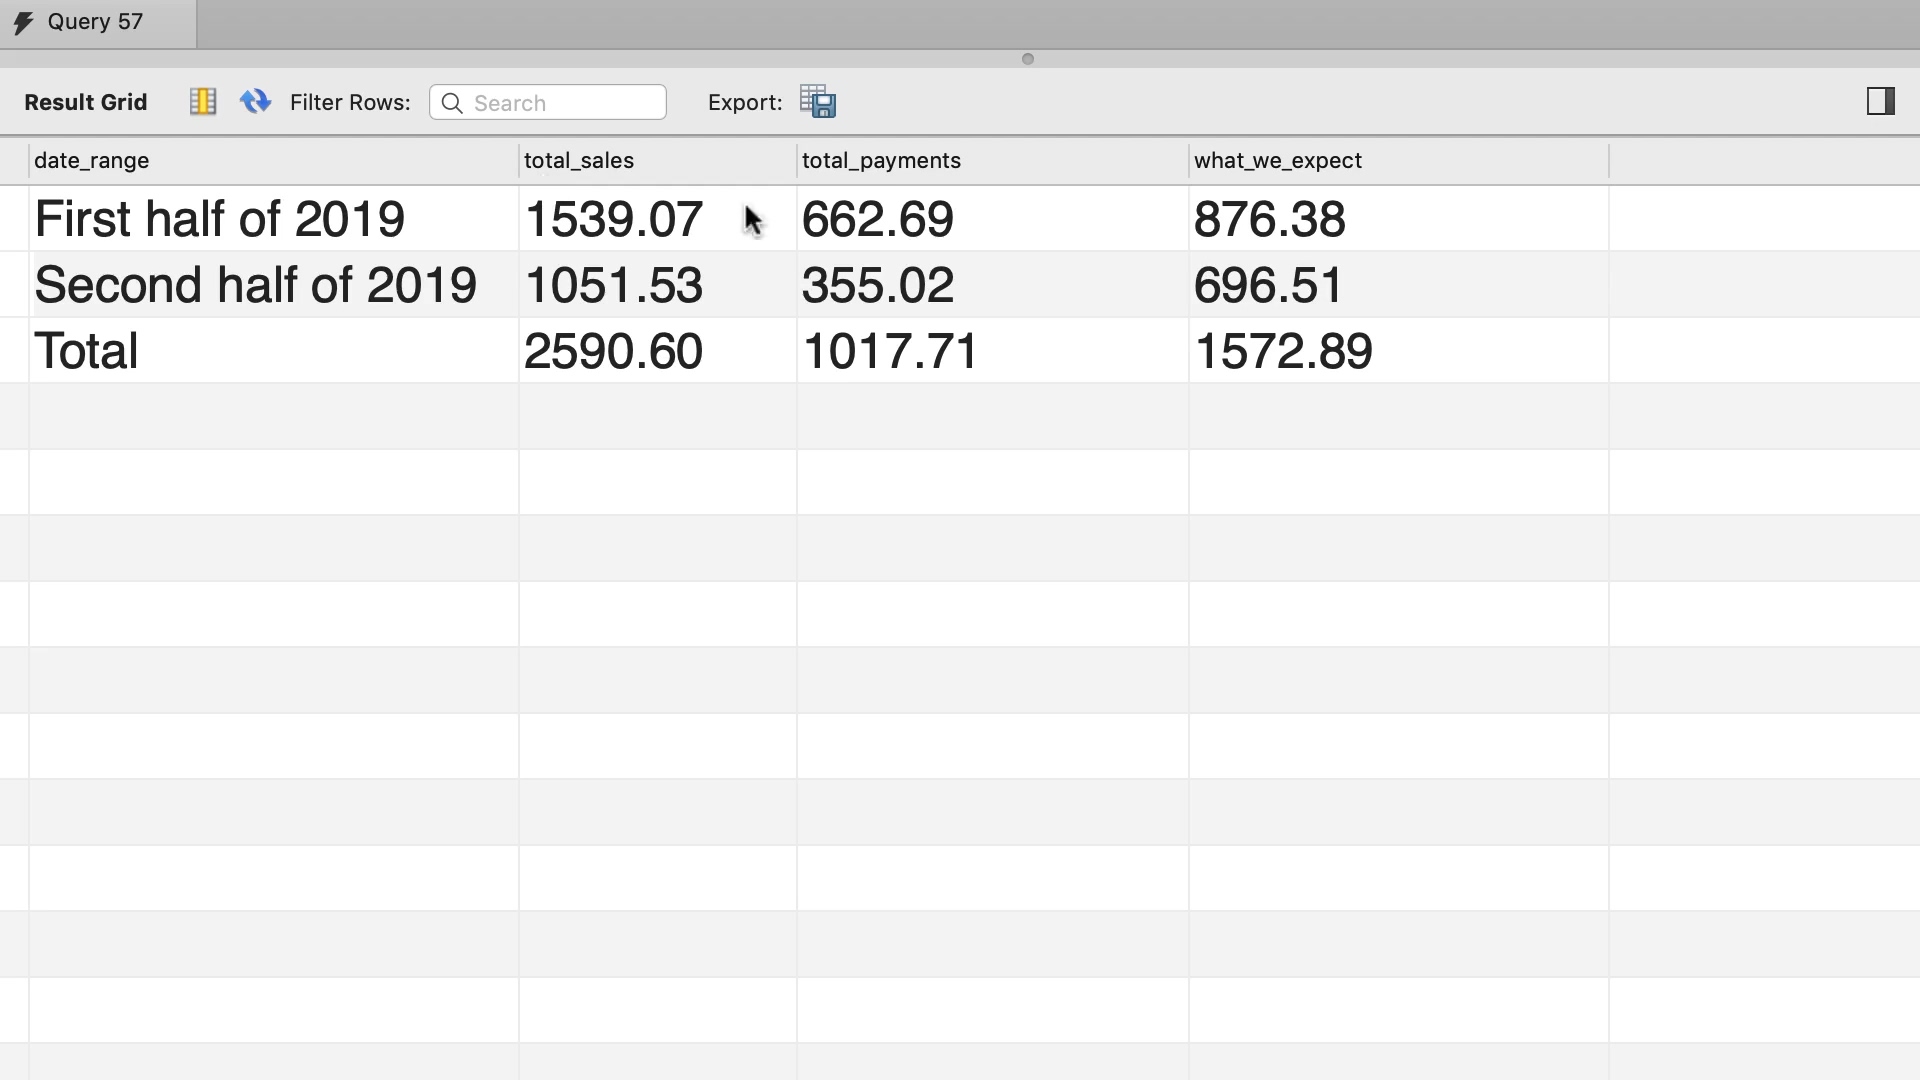 Query 57
Result Grid Filter Rows: Search Export:
date_range total_sales total_payments what_we_expect
First half of 2019 1539.07 662.69 876.38
Second half of 2019 1051.53 355.02 696.51
Total 2590.60 1017.71 1572.89